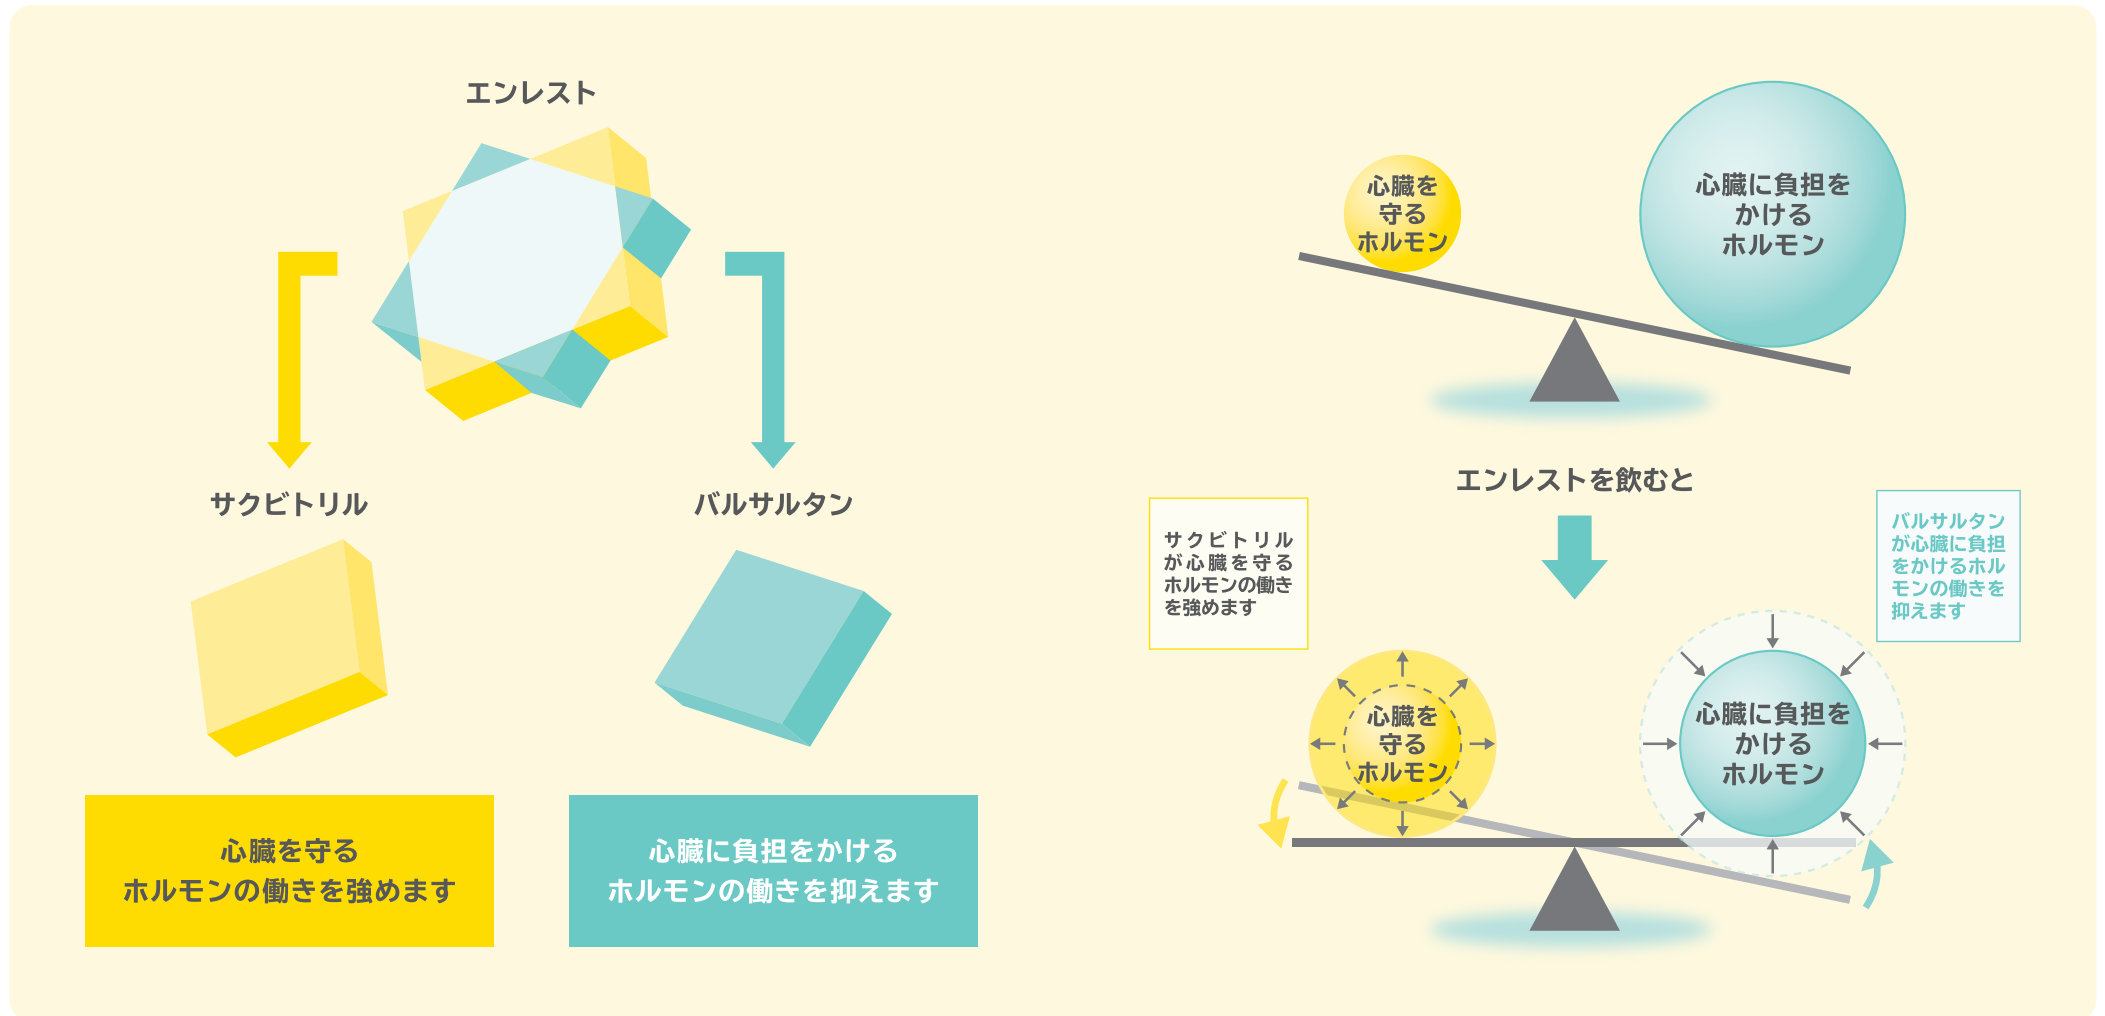 エンレスト
サクビトリル
バルサルタン
心臓を守る
ホルモンの働きを強めます
心臓に負担をかける
ホルモンの働きを抑えます
心臓を
守る
ホルモン
心臓に負担を
かける
ホルモン
エンレストを飲むと
サクビトリル
が心臓を守る
ホルモンの働き
を強めます
バルサルタン
が心臓に負担
をかけるホル
モンの働きを
抑えます
心臓を
守る
ホルモン
心臓に負担を
かける
ホルモン